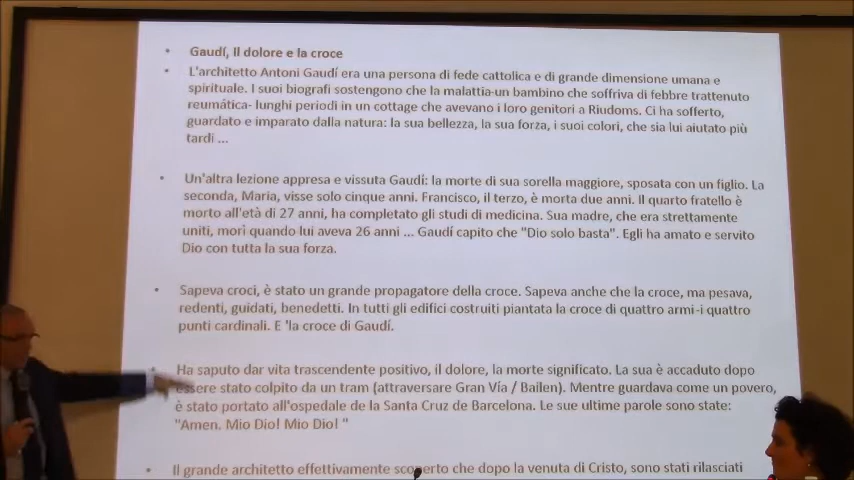 Gaudí, Il dolore e la croce
L'architetto Antoni Gaudí era una persona di fede cattolica e di grande dimensione umana e
spirituale. I suoi biografi sostengono che la malattia-un bambino che soffriva di febbre trattenuto
reumática- lunghi periodi in un cottage che avevano i loro genitori a Riudoms. Ci ha sofferto,
guardato e imparato dalla natura: la sua bellezza, la sua forza, i suoi colori, che sia lui aiutato più
tardi ...
Un'altra lezione appresa e vissuta Gaudí: la morte di sua sorella maggiore, sposata con un figlio. La
seconda, Maria, visse solo cinque anni. Francisco, il terzo, è morta due anni. Il quarto fratello è
morto all'età di 27 anni, ha completato gli studi di medicina. Sua madre, che era strettamente
uniti, morì quando lui aveva 26 anni ... Gaudí capito che "Dio solo basta". Egli ha amato e servito
Dio con tutta la sua forza.
Sapeva croci, è stato un grande propagatore della croce. Sapeva anche che la croce, ma pesava,
redenti, guidati, benedetti. In tutti gli edifici costruiti piantata la croce di quattro armi-i quattro
punti cardinali. E 'la croce di Gaudí.
Ha saputo dar vita trascendente positivo, il dolore, la morte significato. La sua è accaduto dopo
essere stato colpito da un tram (attraversare Gran Vía / Bailen). Mentre guardava come un povero,
è stato portato all'ospedale de la Santa Cruz de Barcelona. Le sue ultime parole sono state:
"Amen. Mio Dio! Mio Dio! "
Il grande architetto effettivamente scoperto che dopo la venuta di Cristo, sono stati rilasciati